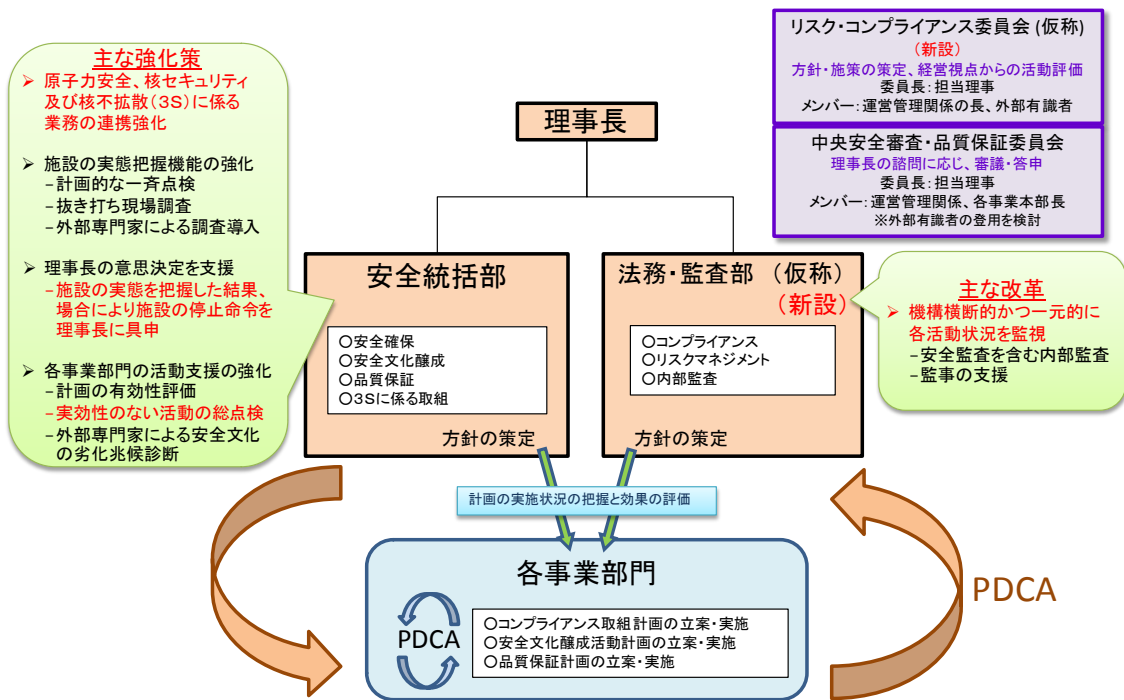 主な強化策
➢ 原子力安全、核セキュリティ
及び核不拡散(3S)に係る
業務の連携強化
➢ 施設の実態把握機能の強化
－計画的な一斉点検
－抜き打ち現場調査
－外部専門家による調査導入
➢ 理事長の意思決定を支援
－施設の実態を把握した結果、
場合により施設の停止命令を
理事長に具申
➢ 各事業部門の活動支援の強化
－計画の有効性評価
－実効性のない活動の総点検
－外部専門家による安全文化
の劣化兆候診断
理事長
リスク・コンプライアンス委員会 (仮称)
(新設)
方針・施策の策定、経営視点からの活動評価
委員長：担当理事
メンバー：運営管理関係の長、外部有識者
中央安全審査・品質保証委員会
理事長の諮問に応じ、審議・答申
委員長：担当理事
メンバー：運営管理関係、各事業本部長
※外部有識者の登用を検討
安全統括部
○安全確保
○安全文化醸成
○品質保証
○3Sに係る取組
方針の策定
法務・監査部 (仮称)
(新設)
○コンプライアンス
○リスクマネジメント
○内部監査
方針の策定
主な改革
➢ 機構横断的かつ一元的に
各活動状況を監視
－安全監査を含む内部監査
－監事の支援
計画の実施状況の把握と効果の評価
各事業部門
PDCA
○コンプライアンス取組計画の立案・実施
○安全文化醸成活動計画の立案・実施
○品質保証計画の立案・実施
PDCA